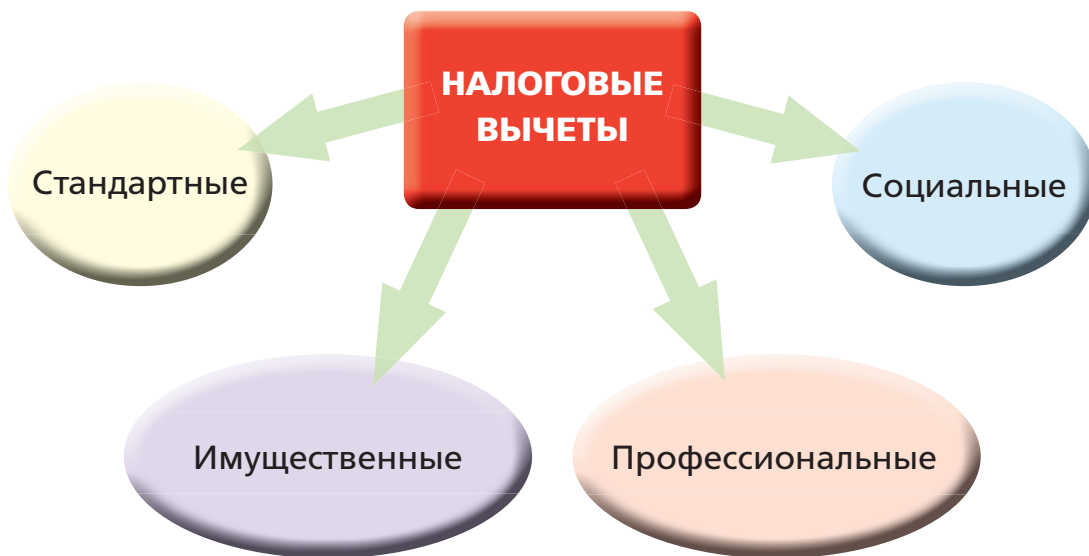 НАЛОГОВЫЕ
ВЫЧЕТЫ
Стандартные
Социальные
Имущественные
Профессиональные